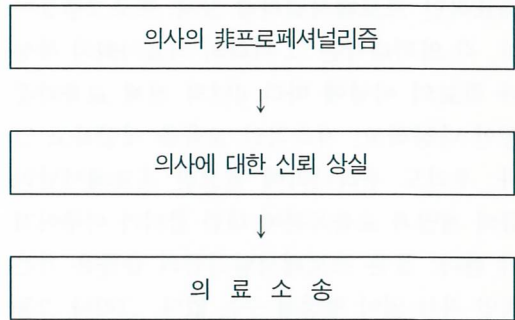 의사의 非프로페셔널리즘
↓
의사에 대한 신뢰 상실
↓
의 료 소 송